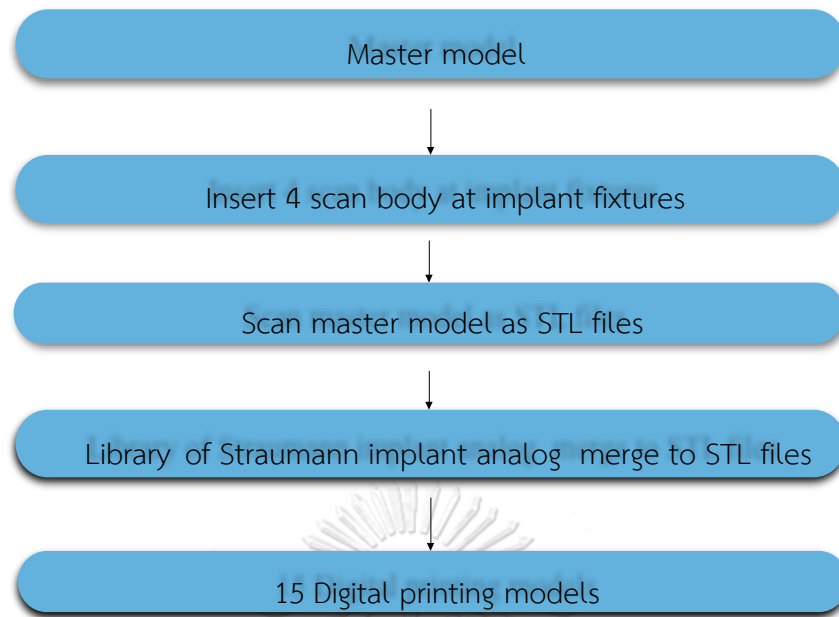 Master model
Insert 4 scan body at implant fixtures
Scan master model as STL files
Library of Straumann implant analog merge to STL files
15 Digital printing models